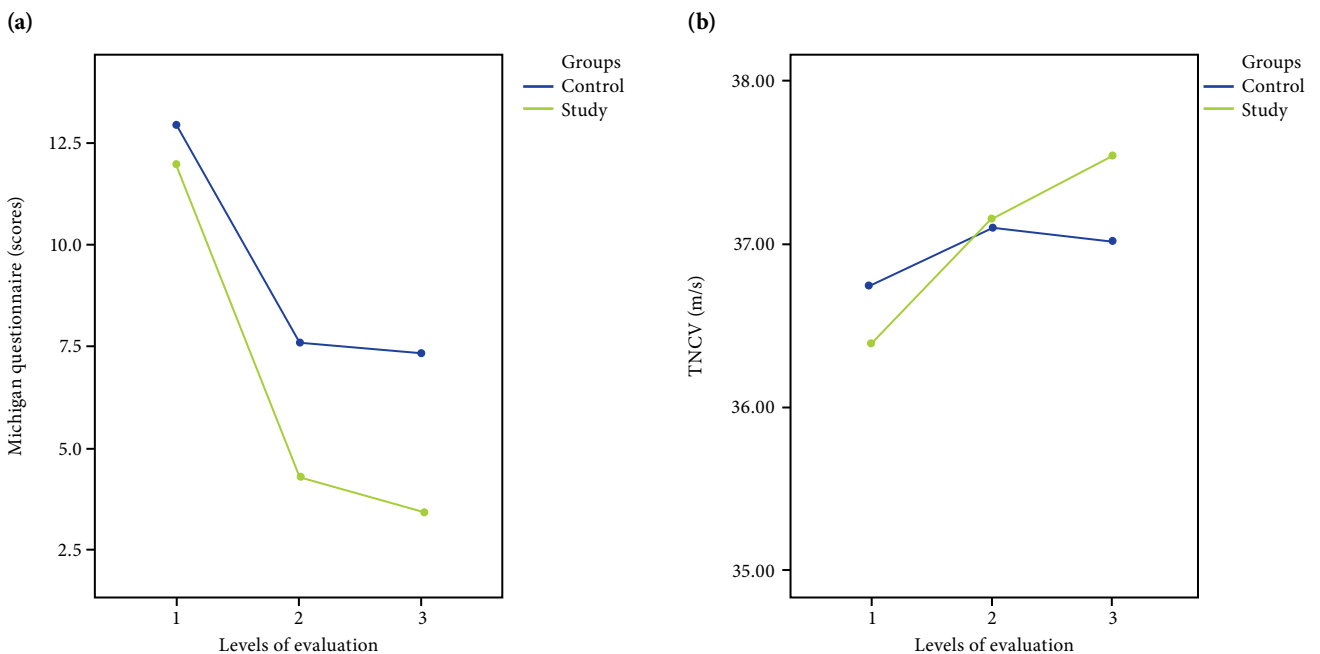 (a)
Groups
Control
Study
Michigan questionnaire (scores)
12.5
10.0
7.5
5.0
2.5
1 2 3
Levels of evaluation
(b)
Groups
Control
Study
TNCV (m/s)
38.00
37.00
36.00
35.00
1 2 3
Levels of evaluation